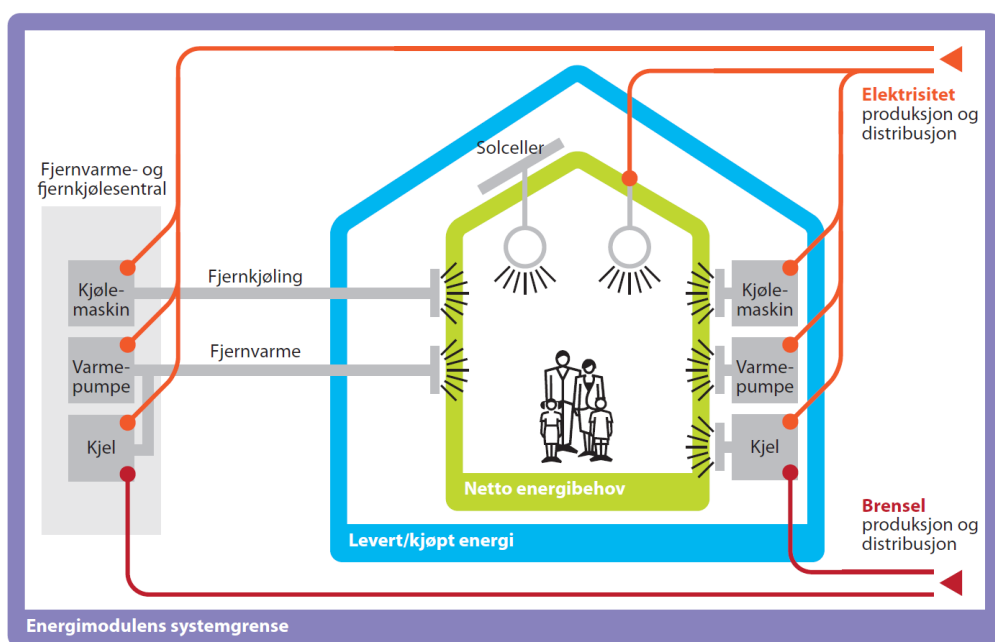 Elektrisitet
produksjon og
distribusjon
Solceller
Fjernvarme- og
fjernkjølesentral
Kjøle-
maskin
Fjernkjøling
Kjøle-
maskin
Varme-
pumpe
Fjernvarme
Varme-
pumpe
Kjel
Kjel
Netto energibehov
Levert/kjøpt energi
Brensel
produksjon og
distribusjon
Energimodulens systemgrense